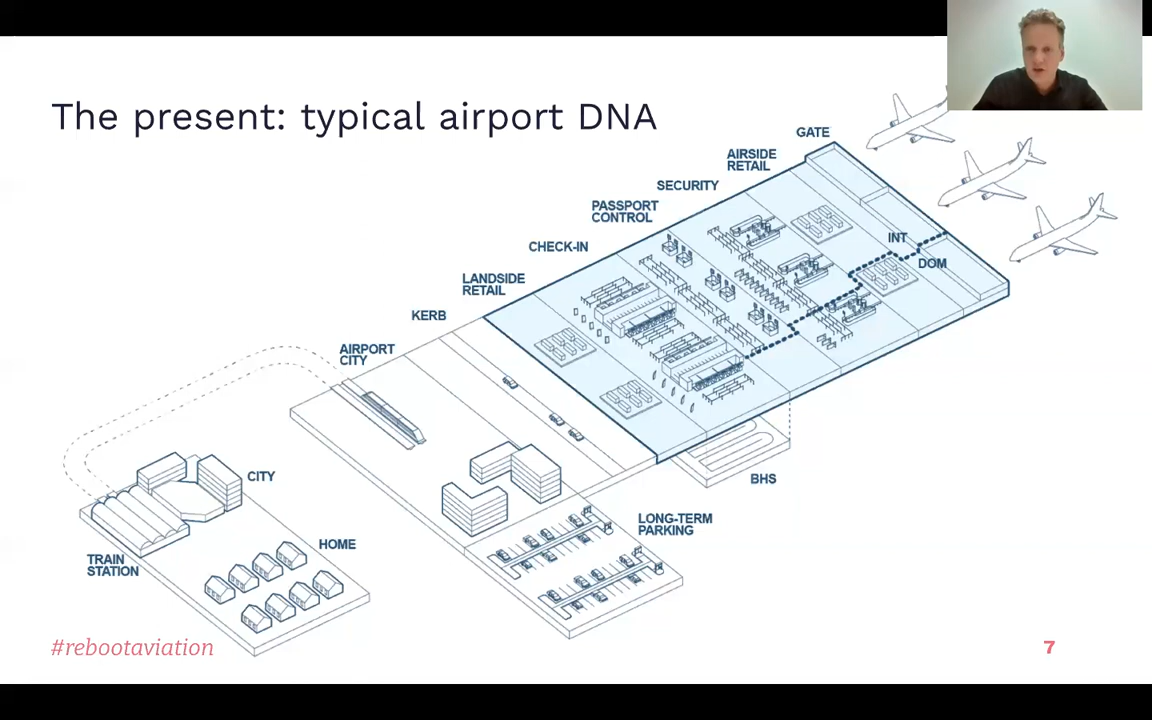 The present: typical airport DNA
GATE
AIRSIDE
RETAIL
SECURITY
PASSPORT
CONTROL
CHECK-IN
LANDSIDE
RETAIL
KERB
AIRPORT
CITY
INT
DOM
CITY
BHS
LONG-TERM
PARKING
HOME
TRAIN
STATION
#rebootaviation
7